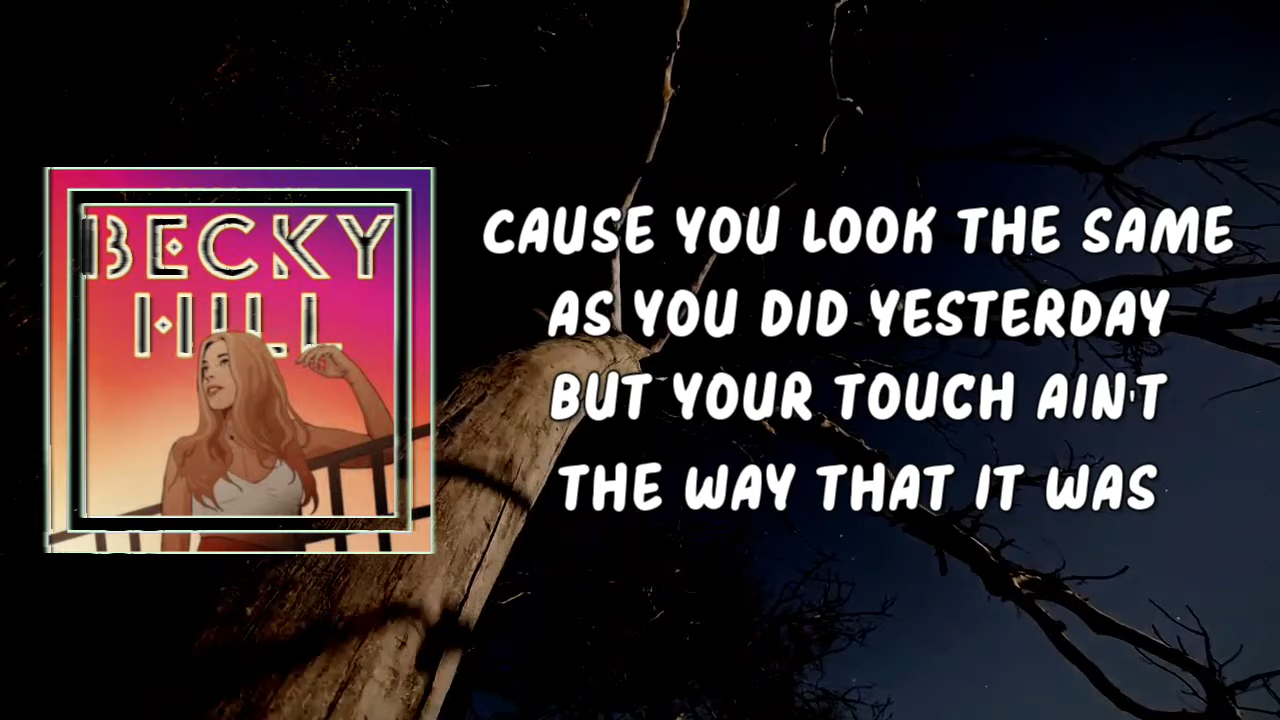 BECKY
HILL
CAUSE YOU LOOK THE SAME
AS YOU DID YESTERDAY
BUT YOUR TOUCH AIN'T
THE WAY THAT IT WAS